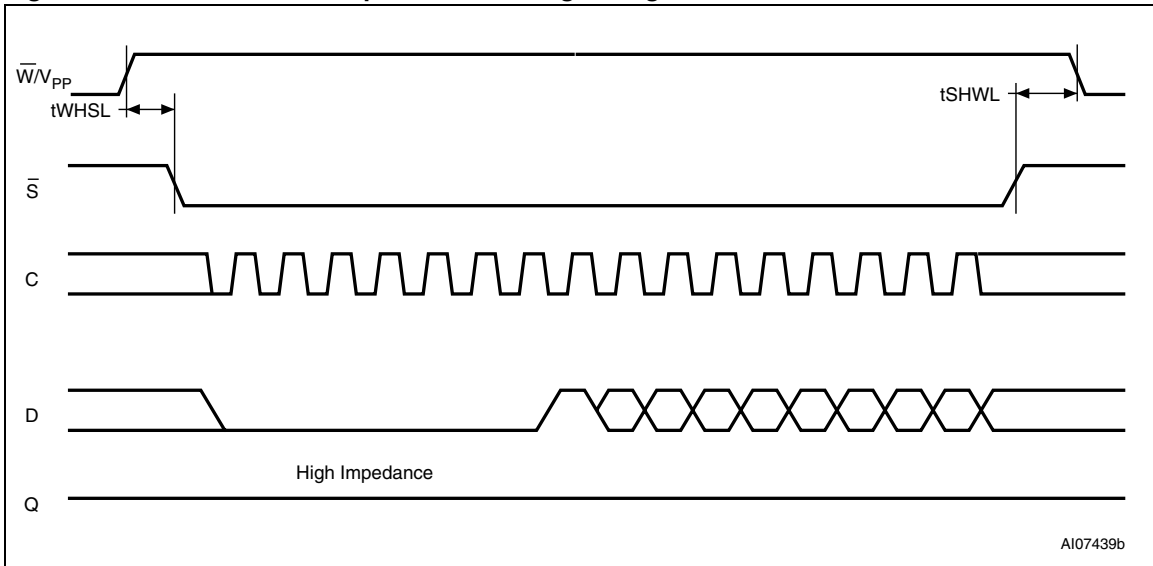 W̅/VPP
tWHSL
tSHWL
S̅
C
D
High Impedance
Q
AI07439b